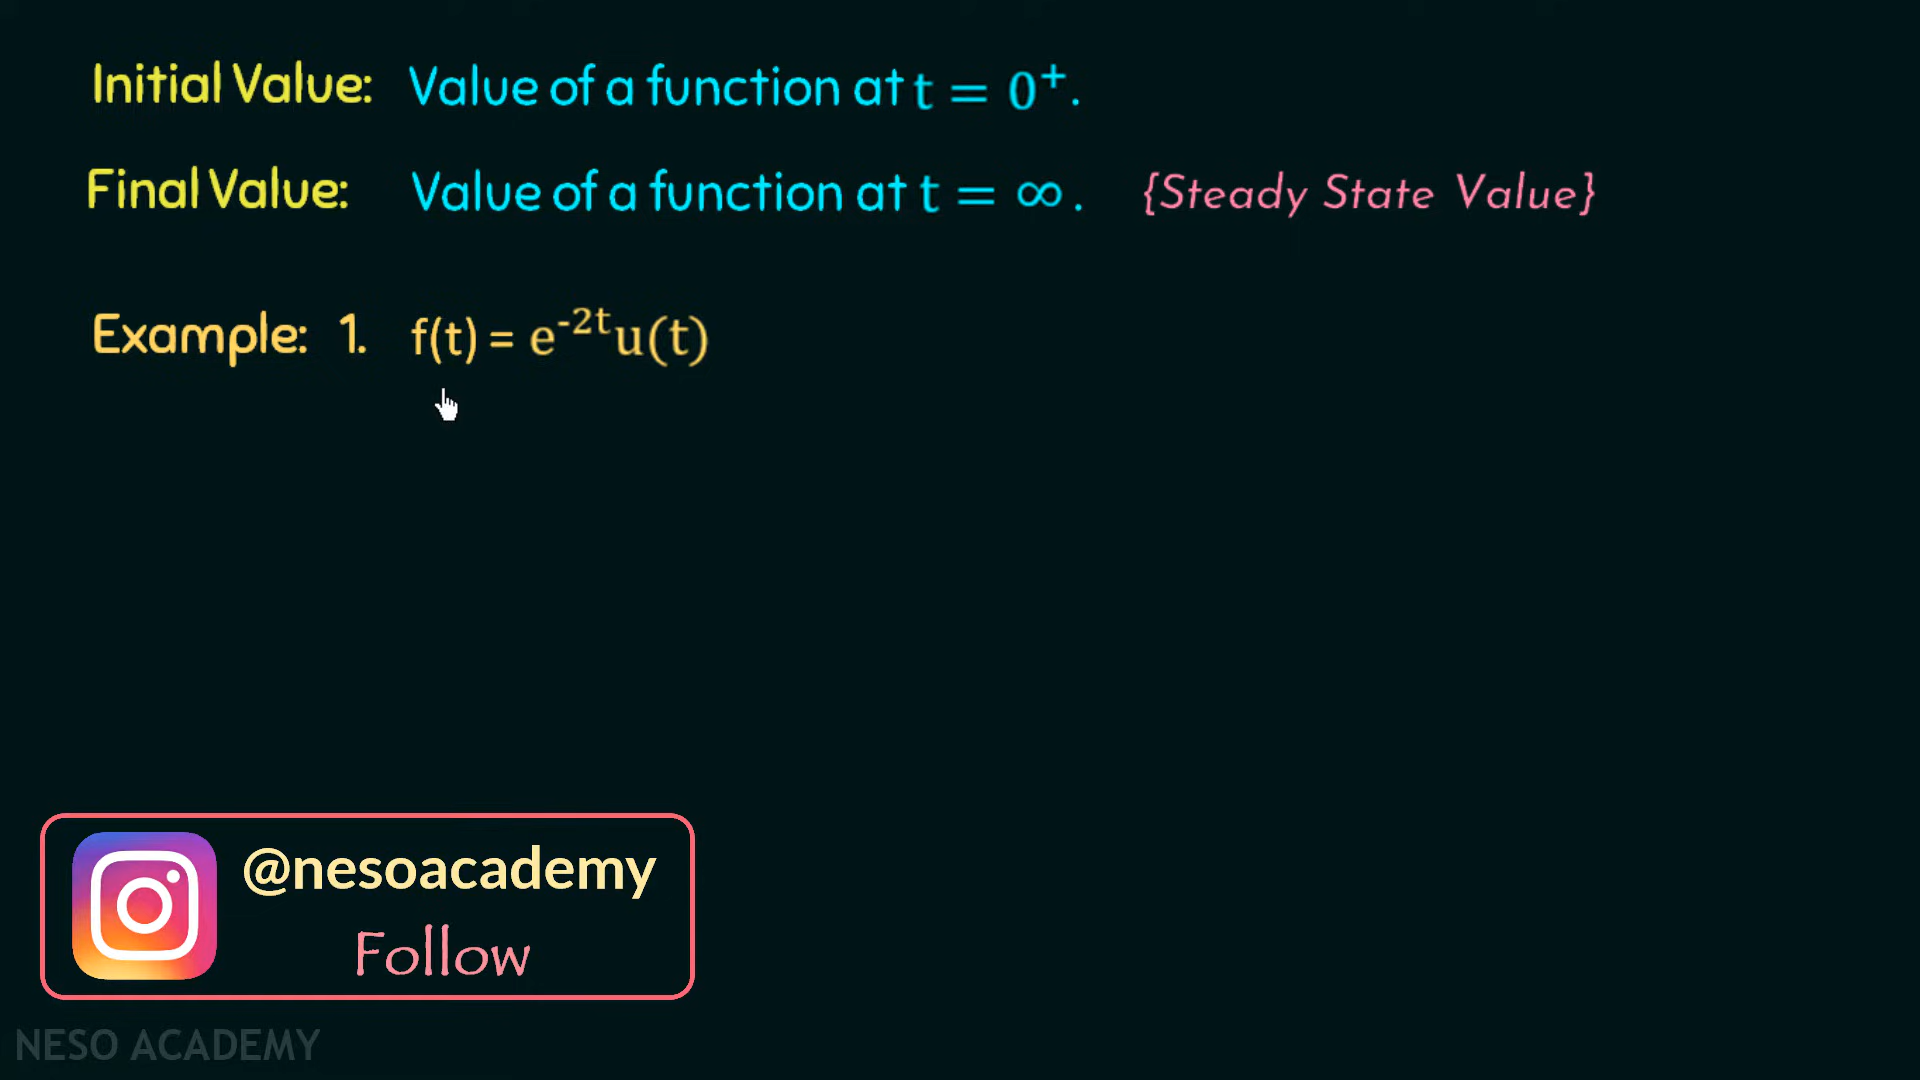 Initial Value: Value of a function at t = 0⁺.
Final Value: Value of a function at t = ∞. {Steady State Value}
Example: 1. f(t) = e⁻²ᵗu(t)
@nesoacademy
Follow
NESO ACADEMY